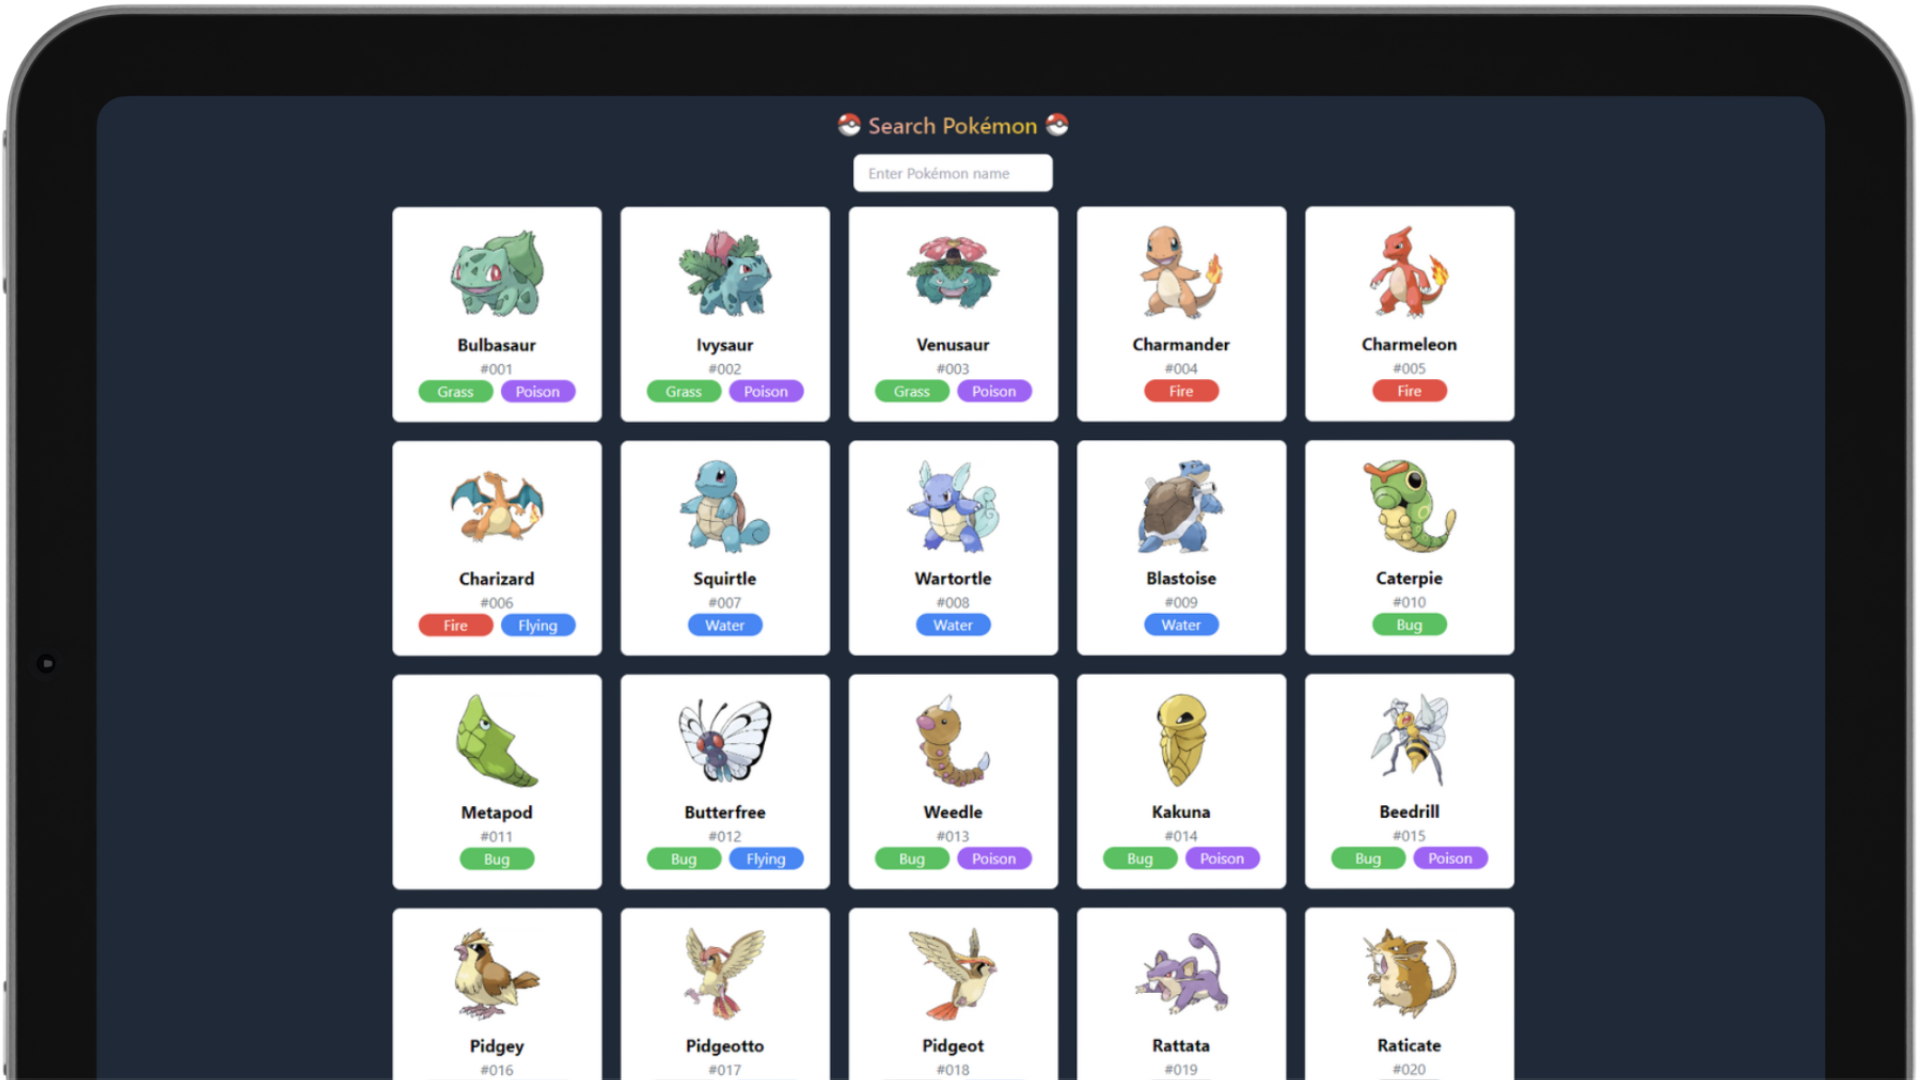 Search Pokémon
Enter Pokémon name
Bulbasaur
#001
Grass Poison
Ivysaur
#002
Grass Poison
Venusaur
#003
Grass Poison
Charmander
#004
Fire
Charmeleon
#005
Fire
Charizard
#006
Fire Flying
Squirtle
#007
Water
Wartortle
#008
Water
Blastoise
#009
Water
Caterpie
#010
Bug
Metapod
#011
Bug
Butterfree
#012
Bug Flying
Weedle
#013
Bug Poison
Kakuna
#014
Bug Poison
Beedrill
#015
Bug Poison
Pidgey
#016
Pidgeotto
#017
Pidgeot
#018
Rattata
#019
Raticate
#020